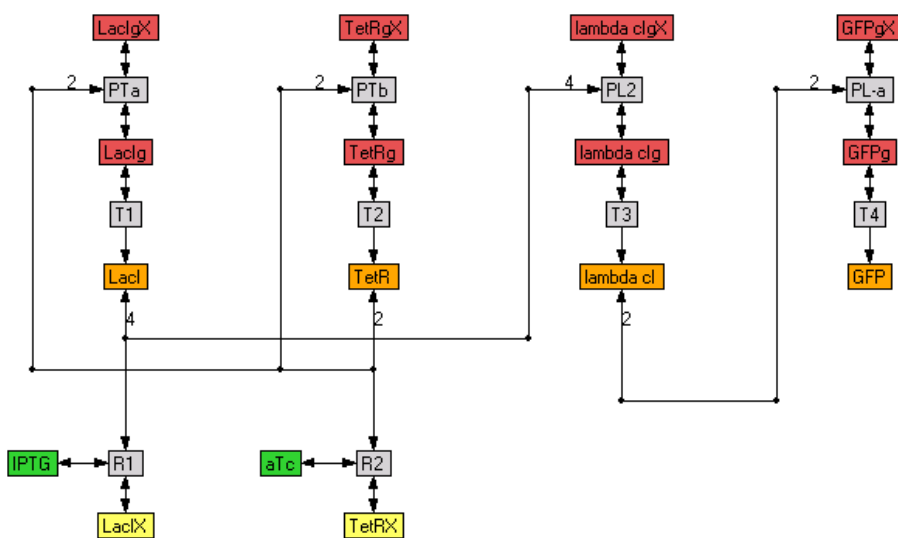 LacIgX TetRgX lambda cIgX GFPgX
2 PTa 2 PTb 4 PL2 2 PL-a
LacIg TetRg lambda cIg GFPg
T1 T2 T3 T4
LacI TetR lambda cI GFP
4 2 2
IPTG R1 aTc R2
LacIX TetRX